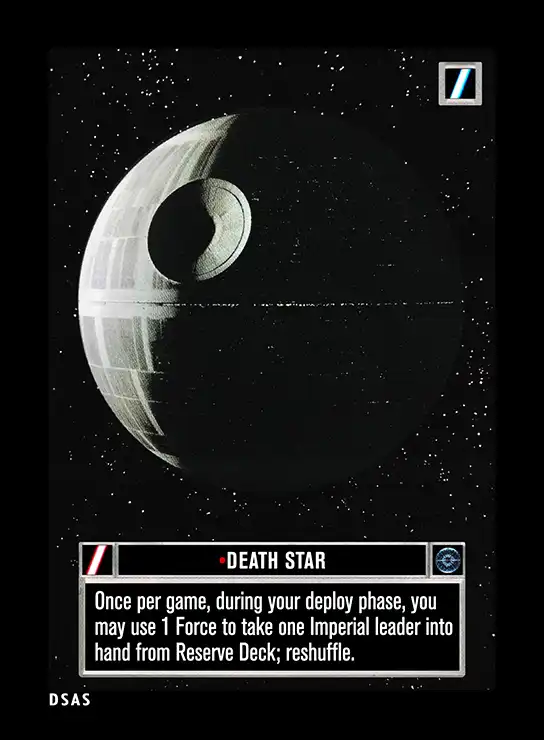 •DEATH STAR
Once per game, during your deploy phase, you
may use 1 Force to take one Imperial leader into
hand from Reserve Deck; reshuffle.
DSAS